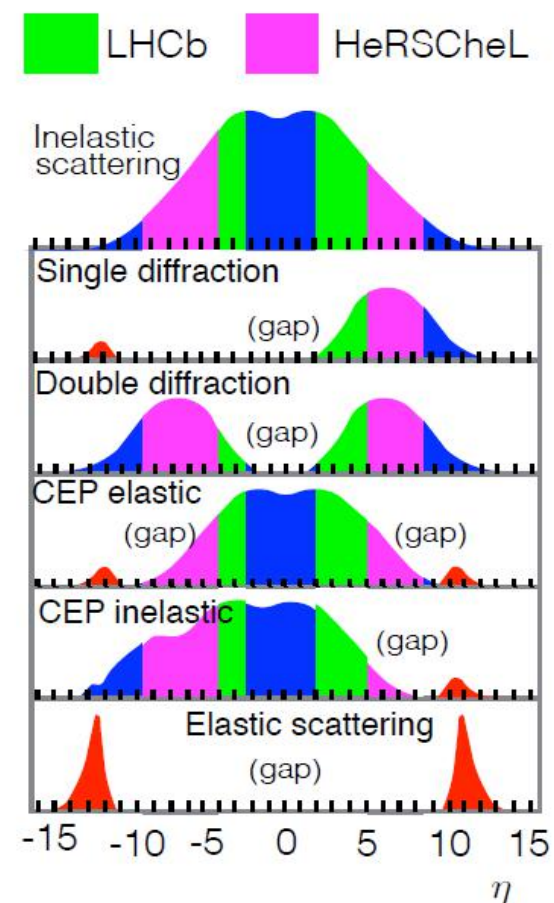 LHCb HeRSCheL
Inelastic
scattering
Single diffraction
(gap)
Double diffraction
(gap)
CEP elastic
(gap) (gap)
CEP inelastic
(gap)
Elastic scattering
(gap)
-15 -10 -5 0 5 10 15
η